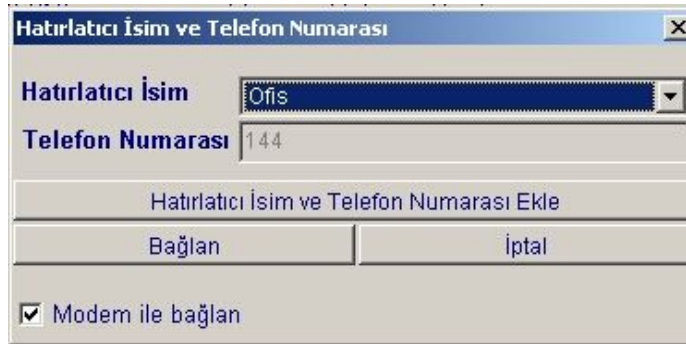 Hatırlatıcı İsim ve Telefon Numarası
Hatırlatıcı İsim Ofis
Telefon Numarası 144
Hatırlatıcı İsim ve Telefon Numarası Ekle
Bağlan İptal
Modem ile bağlan